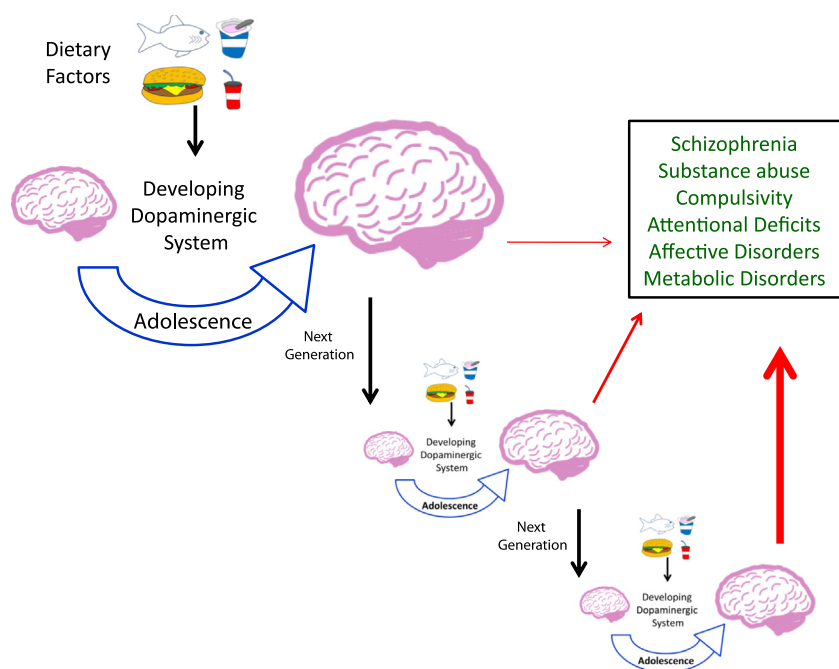 Dietary
Factors
Developing
Dopaminergic
System
Adolescence
Schizophrenia
Substance abuse
Compulsivity
Attentional Deficits
Affective Disorders
Metabolic Disorders
Next
Generation
Developing
Dopaminergic
System
Adolescence
Next
Generation
Developing
Dopaminergic
System
Adolescence